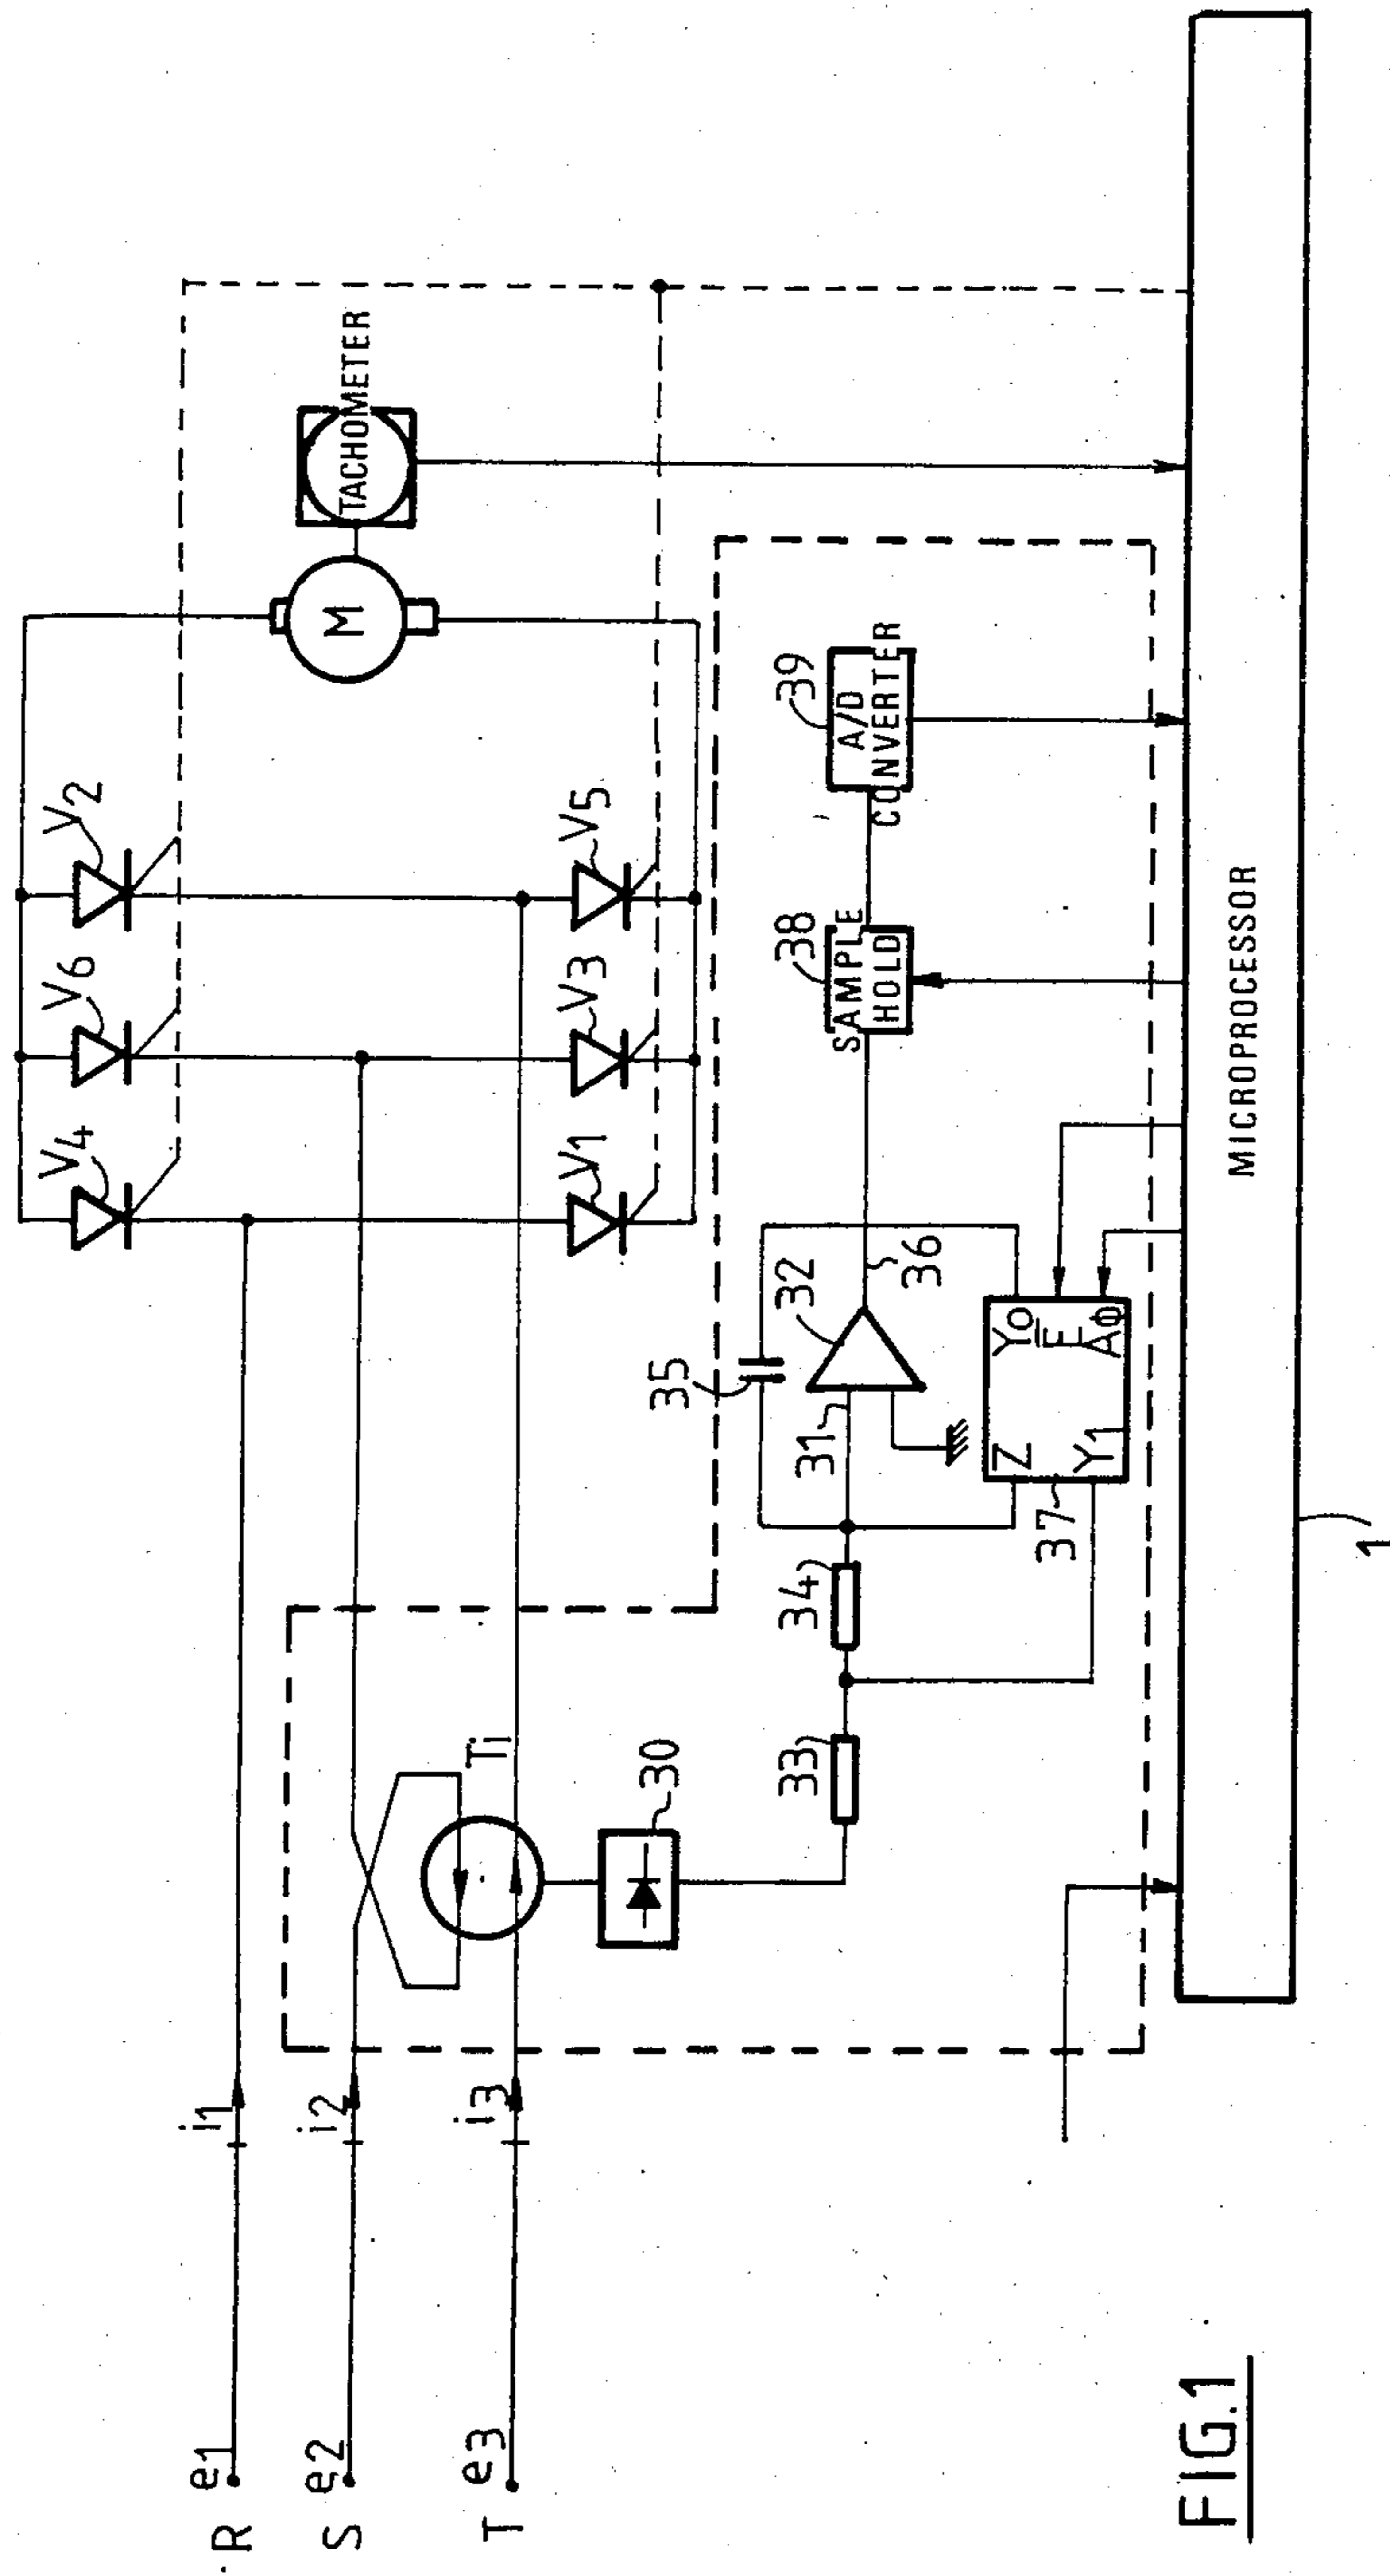 V2
V6
V4
TACHOMETER
M
V5
V3
V1
i1
e1
R
i2
e2
S
i3
e3
T
Ti
30
33
34
35
31
32
36
38
SAMPLE
HOLD
39
A/D
CONVERTER
Z
Y0
E̅
Y1
A0
37
MICROPROCESSOR
1
FIG.1